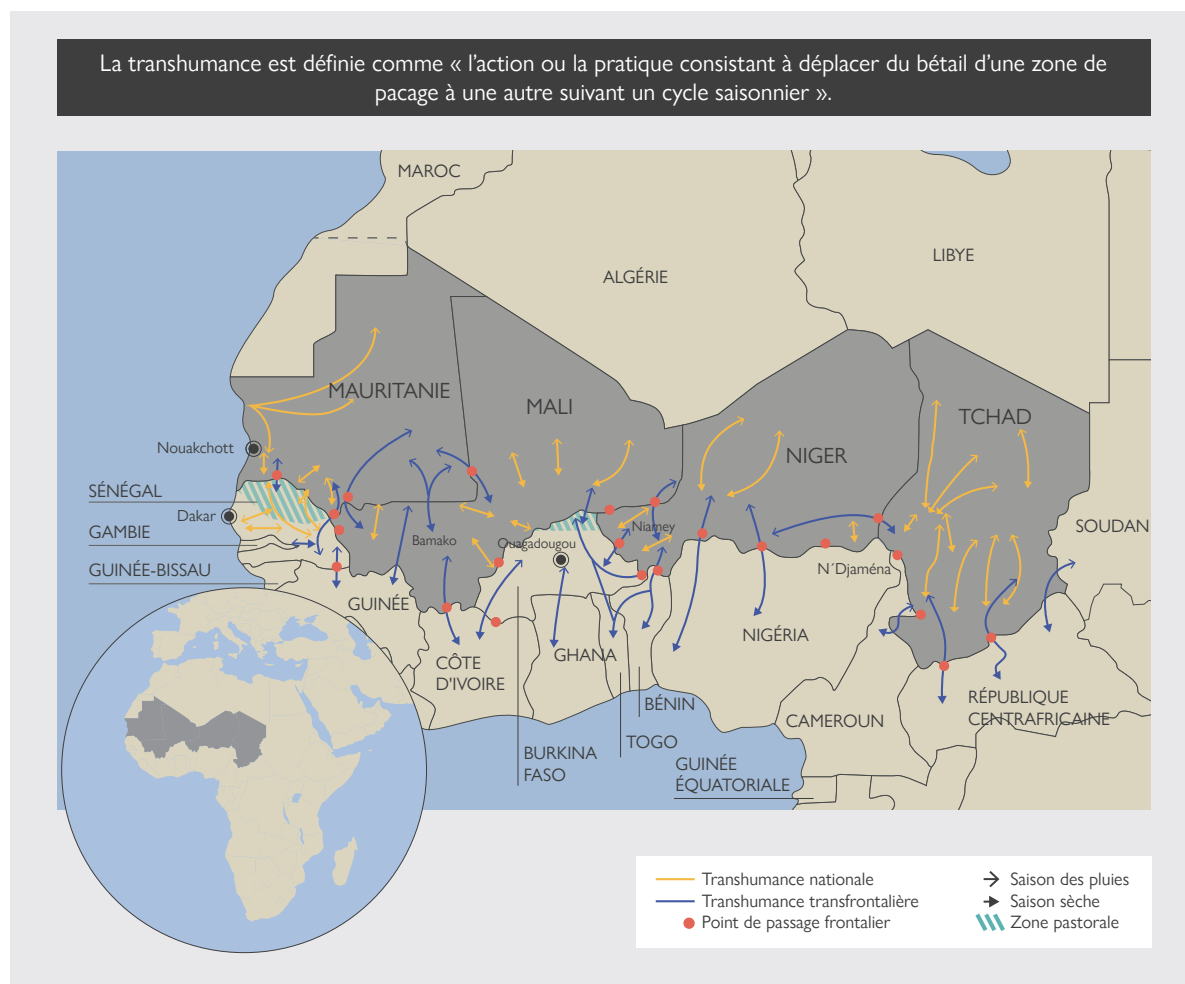 La transhumance est définie comme « l'action ou la pratique consistant à déplacer du bétail d'une zone de
pacage à une autre suivant un cycle saisonnier ».
MAROC
ALGÉRIE
LIBYE
MAURITANIE
MALI
NIGER
TCHAD
Nouakchott
SÉNÉGAL
Dakar
GAMBIE
GUINÉE-BISSAU
Bamako
Ouagadougou
Niamey
N´Djaména
SOUDAN
GUINÉE
CÔTE
D'IVOIRE
GHANA
NIGÉRIA
BÉNIN
TOGO
BURKINA
FASO
CAMEROUN
RÉPUBLIQUE
CENTRAFRICAINE
GUINÉE
ÉQUATORIALE
Transhumance nationale
Transhumance transfrontalière
Point de passage frontalier
Saison des pluies
Saison sèche
Zone pastorale